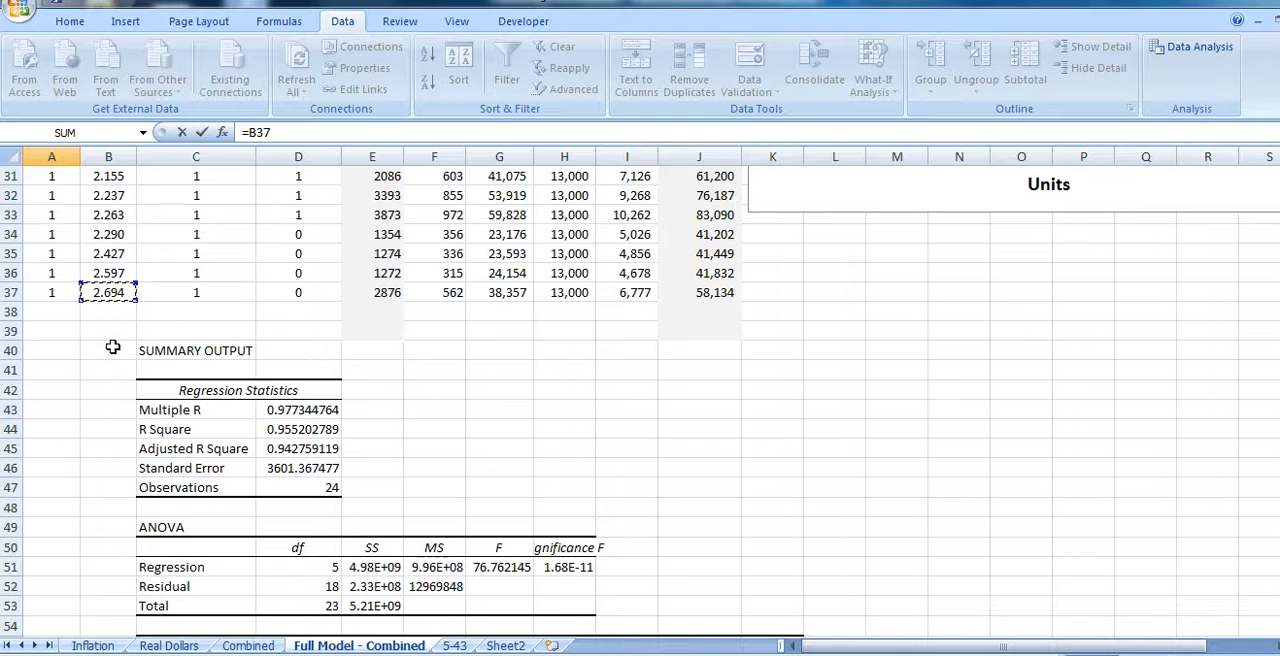 Home Insert Page Layout Formulas Data Review View Developer
From Access From Web From Text From Other Sources Existing Connections Refresh All Connections Properties Edit Links Sort Filter Clear Reapply Advanced Text to Columns Remove Duplicates Data Validation Consolidate What-If Analysis Group Ungroup Subtotal Show Detail Hide Detail Data Analysis
Get External Data Connections Sort & Filter Data Tools Outline Analysis
SUM fx =B37
A B C D E F G H I J K L M N O P Q R S
31 1 2.155 1 1 2086 603 41,075 13,000 7,126 61,200 Units
32 1 2.237 1 1 3393 855 53,919 13,000 9,268 76,187
33 1 2.263 1 1 3873 972 59,828 13,000 10,262 83,090
34 1 2.290 1 0 1354 356 23,176 13,000 5,026 41,202
35 1 2.427 1 0 1274 336 23,593 13,000 4,856 41,449
36 1 2.597 1 0 1272 315 24,154 13,000 4,678 41,832
37 1 2.694 1 0 2876 562 38,357 13,000 6,777 58,134
38
39
40 SUMMARY OUTPUT
41
42 Regression Statistics
43 Multiple R 0.977344764
44 R Square 0.955202789
45 Adjusted R Square 0.942759119
46 Standard Error 3601.367477
47 Observations 24
48
49 ANOVA
50 df SS MS F gnificance F
51 Regression 5 4.98E+09 9.96E+08 76.762145 1.68E-11
52 Residual 18 2.33E+08 12969848
53 Total 23 5.21E+09
54
Inflation Real Dollars Combined Full Model - Combined 5-43 Sheet2